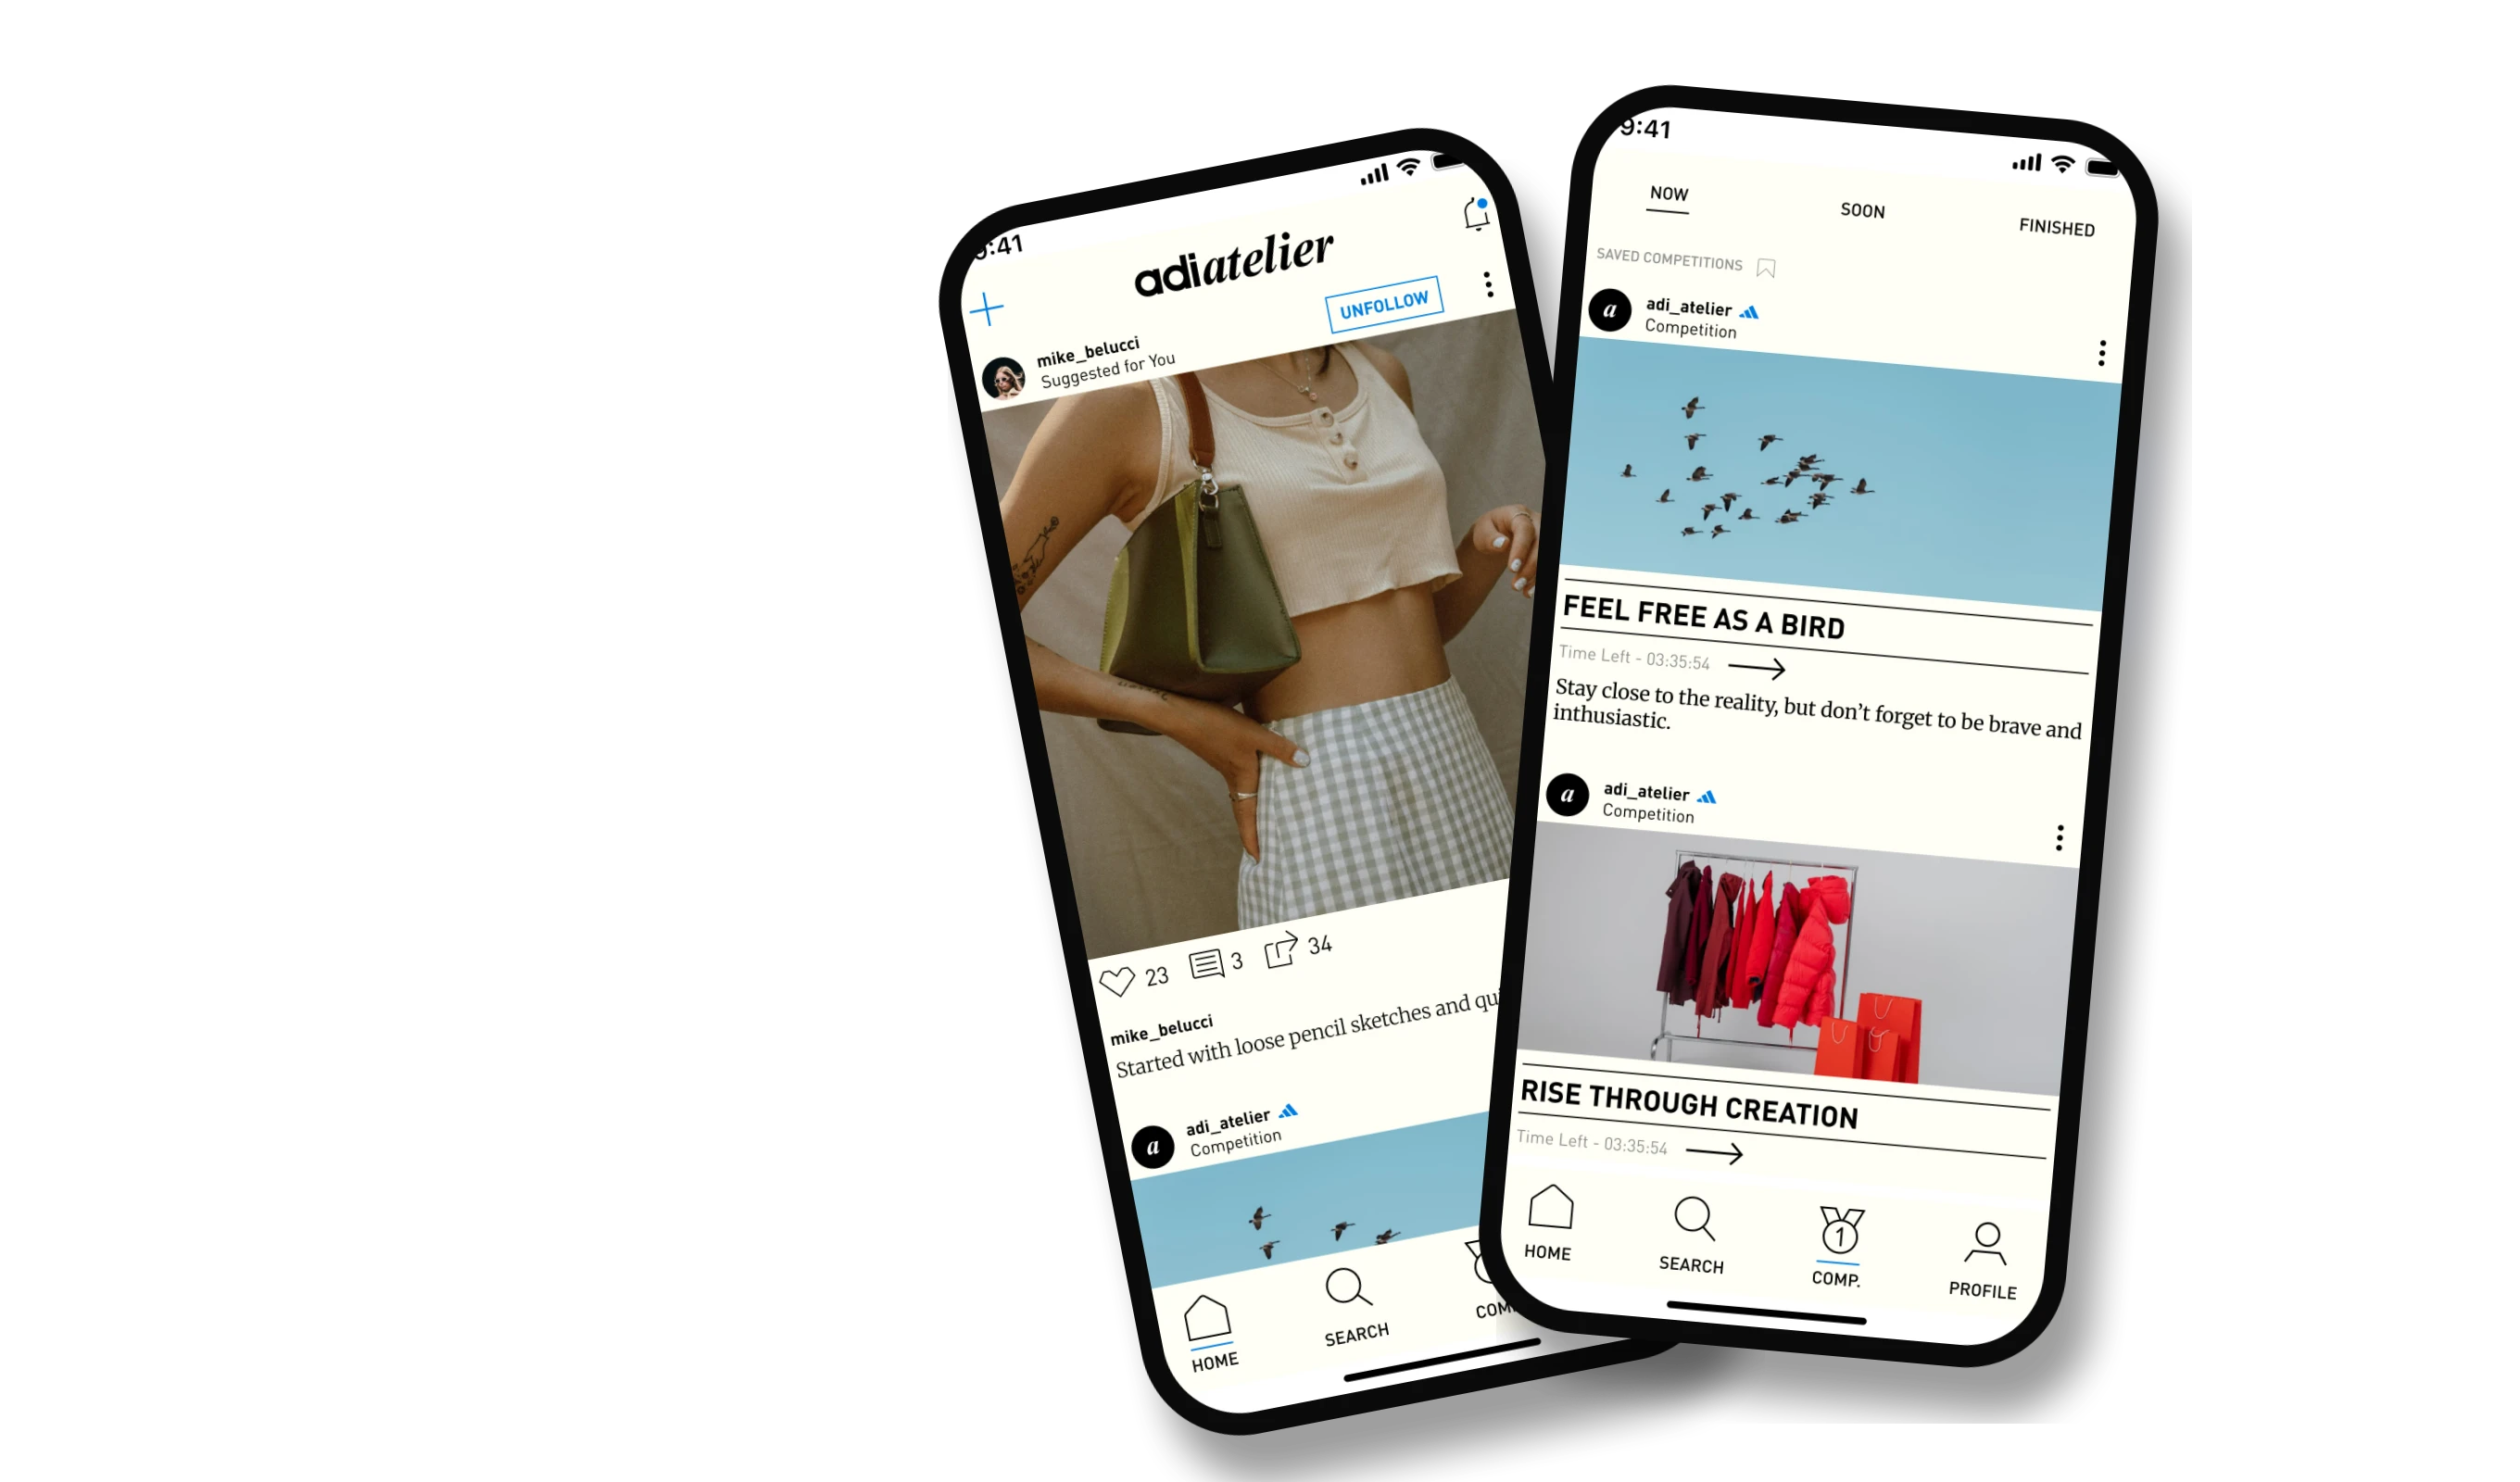 9:41
adiatelier
mike_belucci
Suggested for You
UNFOLLOW
23
3
34
mike_belucci
Started with loose pencil sketches and
adi_atelier
a
Competition
HOME
SEARCH
9:41
NOW
SOON
FINISHED
SAVED COMPETITIONS
a
adi_atelier
Competition
FEEL FREE AS A BIRD
Time Left - 03:35:54
Stay close to the reality, but don't forget to be brave and
inthusiastic.
a
adi_atelier
Competition
RISE THROUGH CREATION
Time Left - 03:35:54
1
HOME
SEARCH
COMP.
PROFILE